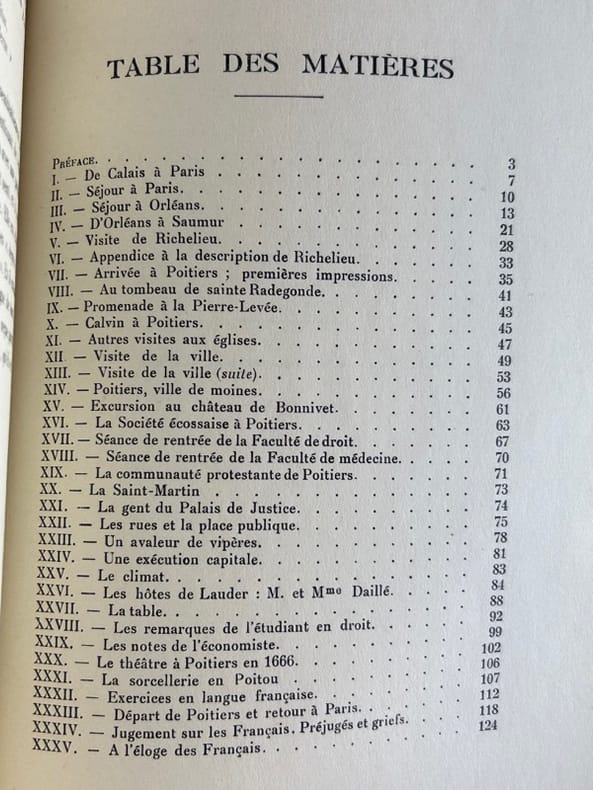 TABLE DES MATIÈRES
PRÉFACE. . . . . . . . . . . . . . . . . . . 3
I. — De Calais à Paris . . . . . . . . . . . . 7
II. — Séjour à Paris. . . . . . . . . . . . . 10
III. — Séjour à Orléans. . . . . . . . . . . . 13
IV. — D'Orléans à Saumur . . . . . . . . . . . 21
V. — Visite de Richelieu. . . . . . . . . . . 28
VI. — Appendice à la description de Richelieu. . . . . . 33
VII. — Arrivée à Poitiers ; premières impressions. . . . . 35
VIII. — Au tombeau de sainte Radegonde. . . . . . . 41
IX. — Promenade à la Pierre-Levée. . . . . . . . 43
X. — Calvin à Poitiers. . . . . . . . . . . . 45
XI. — Autres visites aux églises. . . . . . . . . 47
XII. — Visite de la ville. . . . . . . . . . . 49
XIII. — Visite de la ville (suite). . . . . . . . . 53
XIV. — Poitiers, ville de moines. . . . . . . . . 56
XV. — Excursion au château de Bonnivet. . . . . . . 61
XVI. — La Société écossaise à Poitiers. . . . . . . . 63
XVII. — Séance de rentrée de la Faculté de droit. . . . . . 67
XVIII. — Séance de rentrée de la Faculté de médecine. . . . 70
XIX. — La communauté protestante de Poitiers. . . . . . 71
XX. — La Saint-Martin . . . . . . . . . . . . 73
XXI. — La gent du Palais de Justice. . . . . . . . 74
XXII. — Les rues et la place publique. . . . . . . . 75
XXIII. — Un avaleur de vipères. . . . . . . . . . 78
XXIV. — Une exécution capitale. . . . . . . . . . 81
XXV. — Le climat. . . . . . . . . . . . . . 83
XXVI. — Les hôtes de Lauder : M. et Mme Daillé. . . . . 84
XXVII. — La table. . . . . . . . . . . . . . 88
XXVIII. — Les remarques de l'étudiant en droit. . . . . . 92
XXIX. — Les notes de l'économiste. . . . . . . . . 99
XXX. — Le théâtre à Poitiers en 1666. . . . . . . . 102
XXXI. — La sorcellerie en Poitou . . . . . . . . . 106
XXXII. — Exercices en langue française. . . . . . . . 107
XXXIII. — Départ de Poitiers et retour à Paris. . . . . . 112
XXXIV. — Jugement sur les Français. Préjugés et griefs. . . . 118
XXXV. — A l'éloge des Français. . . . . . . . . . 124